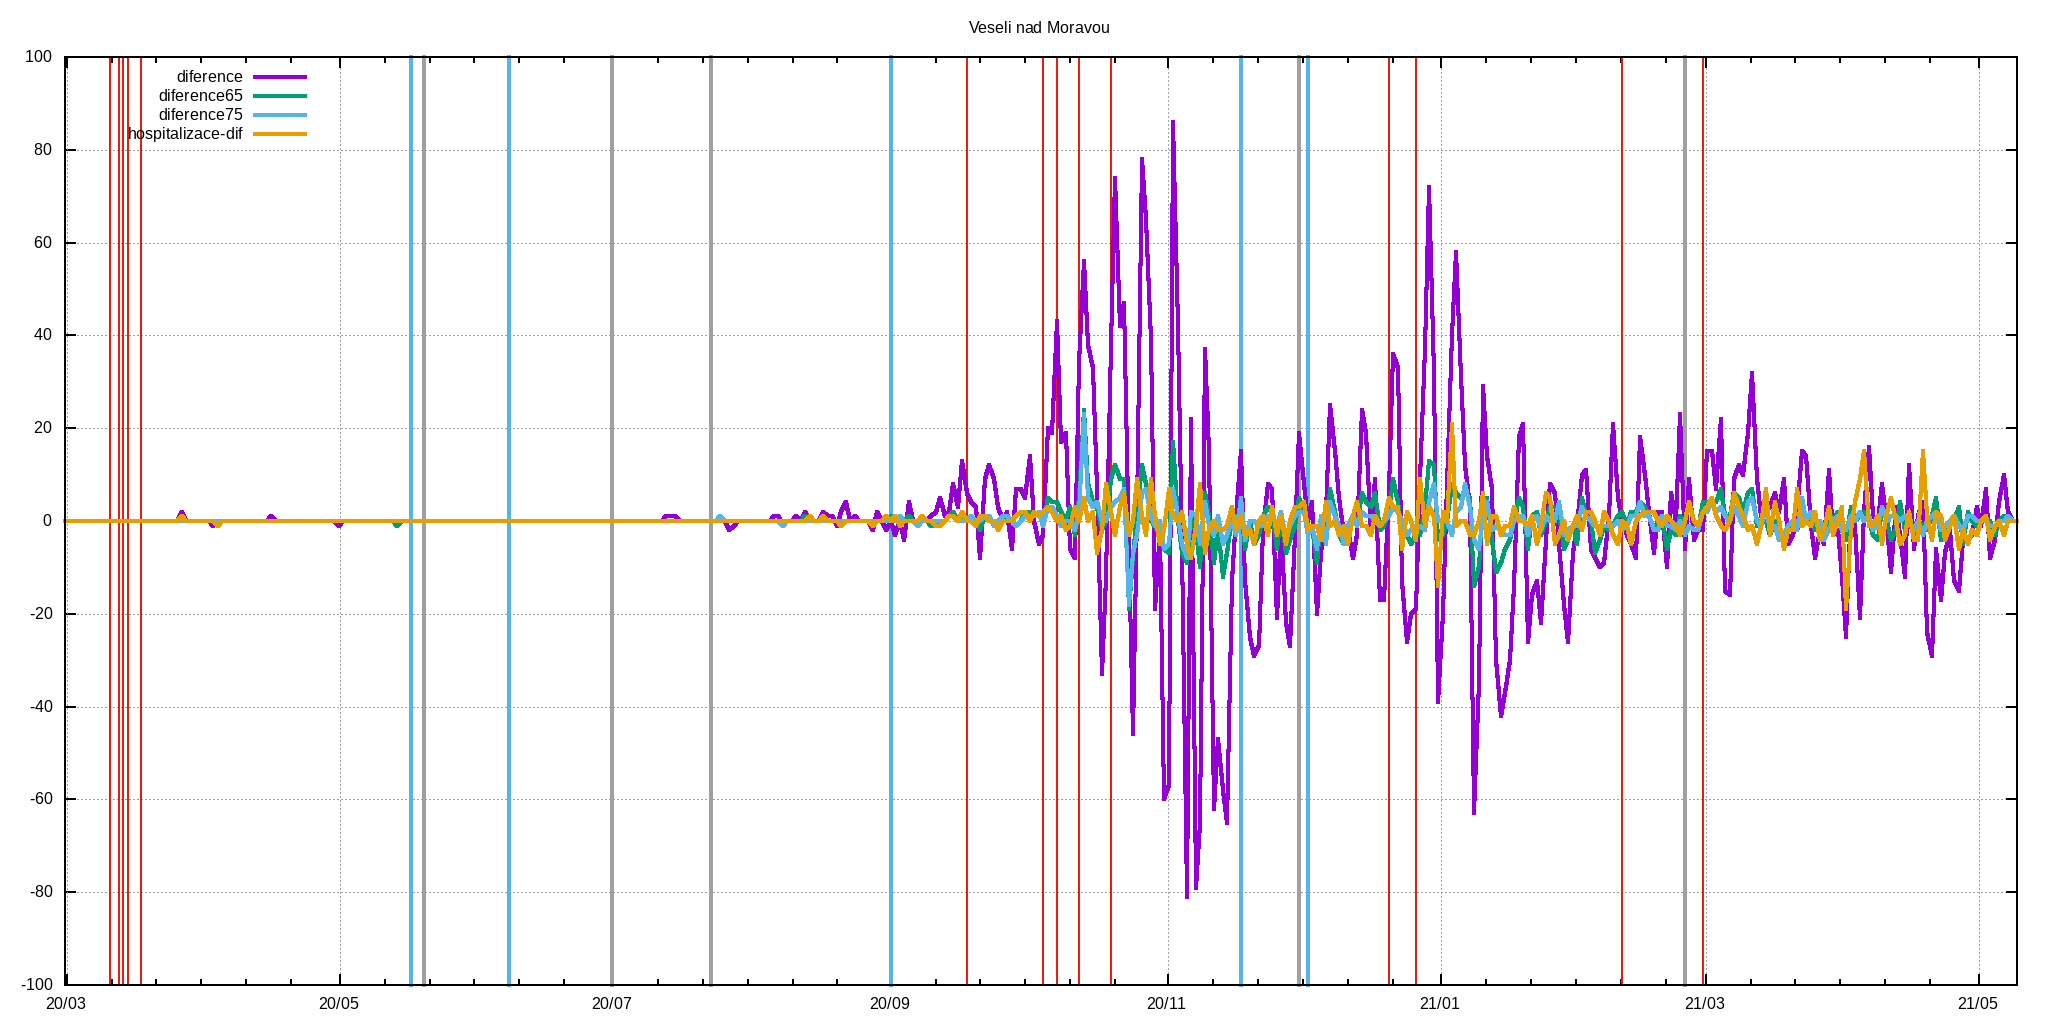 Veseli nad Moravou
100
80
60
40
20
0
-20
-40
-60
-80
-100
diference
diference65
diference75
hospitalizace-dif
20/03 20/05 20/07 20/09 20/11 21/01 21/03 21/05